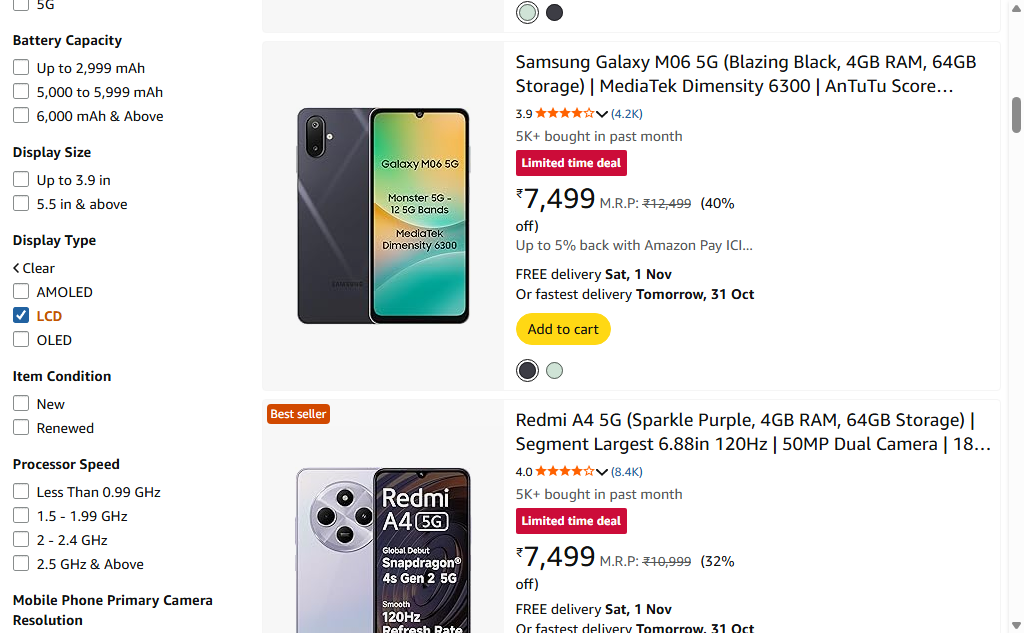 5G
Battery Capacity
Up to 2,999 mAh
5,000 to 5,999 mAh
6,000 mAh & Above
Display Size
Up to 3.9 in
5.5 in & above
Display Type
Clear
AMOLED
LCD
OLED
Item Condition
New
Renewed
Processor Speed
Less Than 0.99 GHz
1.5 - 1.99 GHz
2 - 2.4 GHz
2.5 GHz & Above
Mobile Phone Primary Camera
Resolution
Galaxy M06 5G
Monster 5G -
12 5G Bands
MediaTek
Dimensity 6300
SAMSUNG
Samsung Galaxy M06 5G (Blazing Black, 4GB RAM, 64GB
Storage) | MediaTek Dimensity 6300 | AnTuTu Score...
3.9 (4.2K)
5K+ bought in past month
Limited time deal
₹7,499 M.R.P: ₹12,499 (40%
off)
Up to 5% back with Amazon Pay ICI...
FREE delivery Sat, 1 Nov
Or fastest delivery Tomorrow, 31 Oct
Add to cart
Best seller
Redmi
A4 5G
Global Debut
Snapdragon®
4s Gen 2 5G
Smooth
120Hz
Refresh Rate
Redmi A4 5G (Sparkle Purple, 4GB RAM, 64GB Storage) |
Segment Largest 6.88in 120Hz | 50MP Dual Camera | 18...
4.0 (8.4K)
5K+ bought in past month
Limited time deal
₹7,499 M.R.P: ₹10,999 (32%
off)
FREE delivery Sat, 1 Nov
Or fastest delivery Tomorrow, 31 Oct